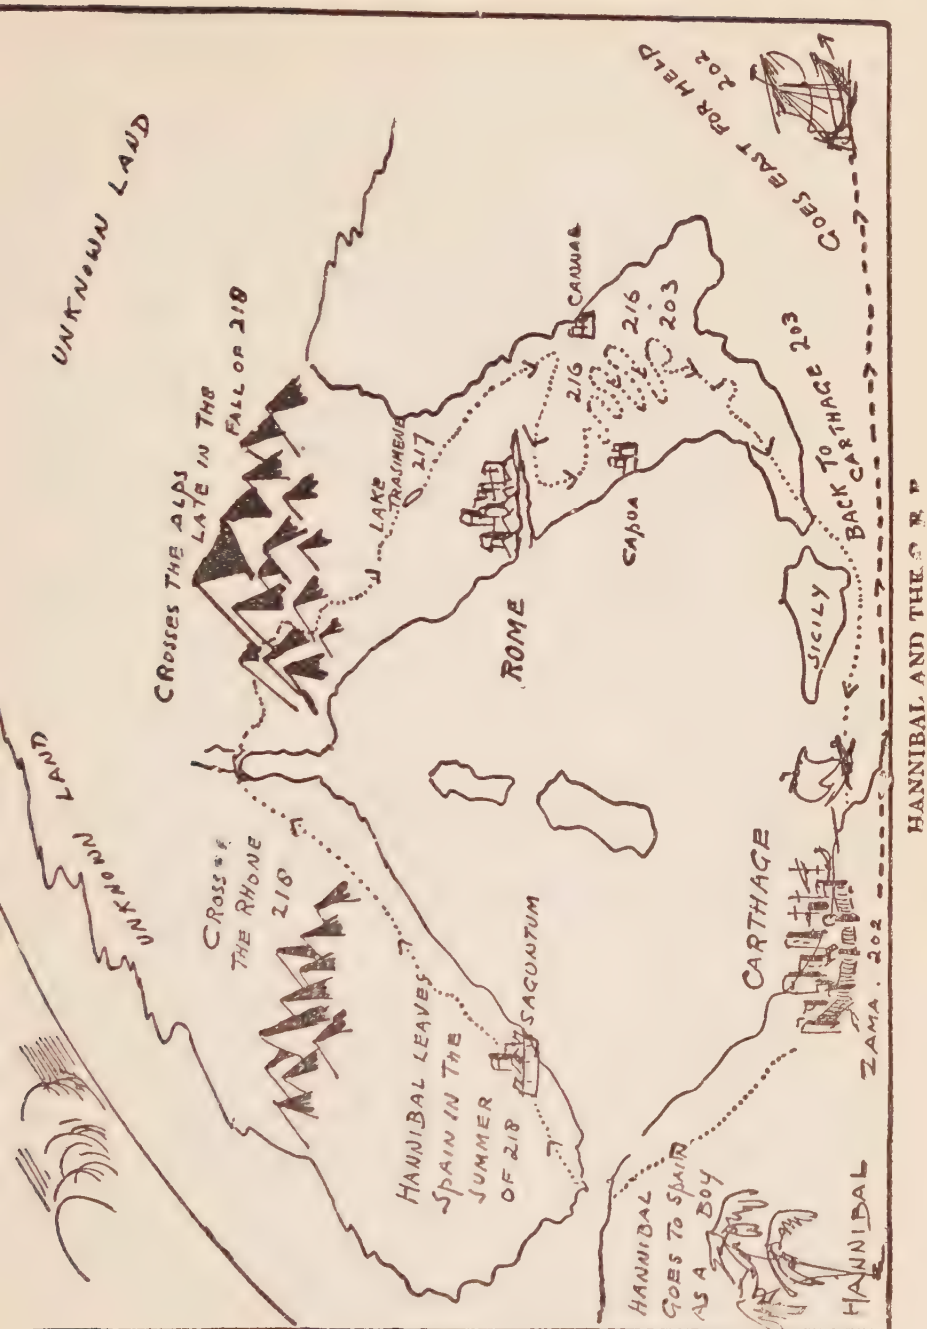 UNKNOWN LAND
UNKNOWN LAND
CROSSES THE ALPS
LATE IN THE
FALL OF 218
CROSSES
THE RHONE
218
HANNIBAL LEAVES
SPAIN IN THE
SUMMER
OF 218
SAGUNTUM
LAKE
TRASIMENE
217
ROME
CANNAE
216
216
203
CAPUA
GOES EAST FOR HELP
202
HANNIBAL
GOES TO SPAIN
AS A BOY
CARTHAGE
SICILY
BACK TO
CARTHAGE 203
HANNIBAL
ZAMA. 202
HANNIBAL AND THE